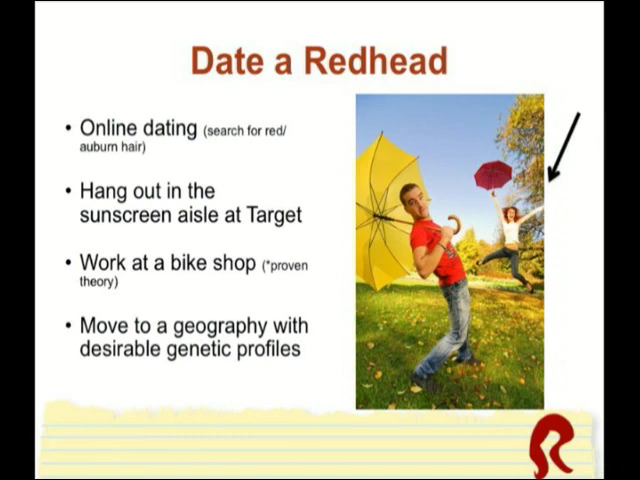 Date a Redhead
• Online dating (search for red/
auburn hair)
• Hang out in the
sunscreen aisle at Target
• Work at a bike shop (*proven
theory)
• Move to a geography with
desirable genetic profiles
R